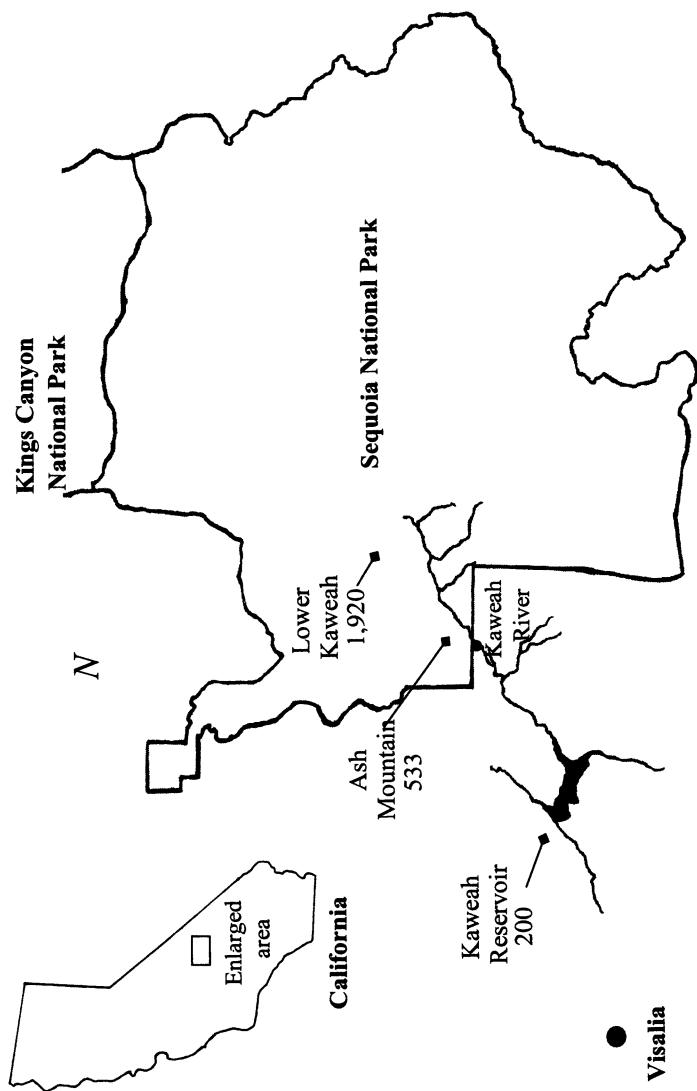 Kings Canyon
National Park
N
Enlarged
area
California
Lower
Kaweah
1,920
Sequoia National Park
Ash
Mountain
533
Kaweah
River
Kaweah
Reservoir
200
Visalia